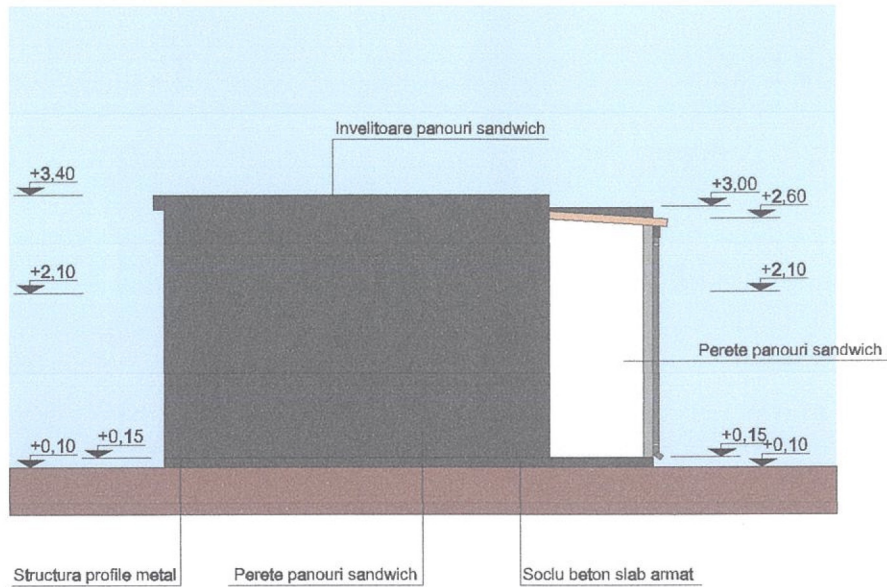 Invelitoare panouri sandwich
+3,40
+3,00
+2,60
+2,10
+2,10
Perete panouri sandwich
+0,10
+0,15
+0,15
+0,10
Structura profile metal
Perete panouri sandwich
Soclu beton slab armat